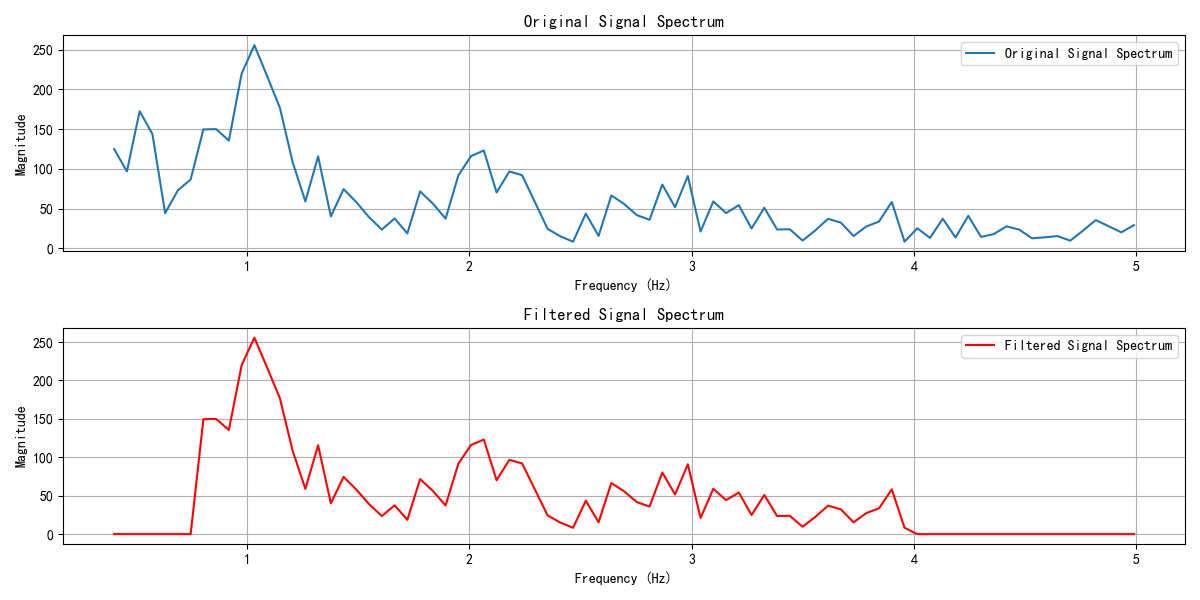 Original Signal Spectrum
Original Signal Spectrum
Magnitude
250
200
150
100
50
0
1 2 3 4 5
Frequency (Hz)
Filtered Signal Spectrum
Filtered Signal Spectrum
Magnitude
250
200
150
100
50
0
1 2 3 4 5
Frequency (Hz)